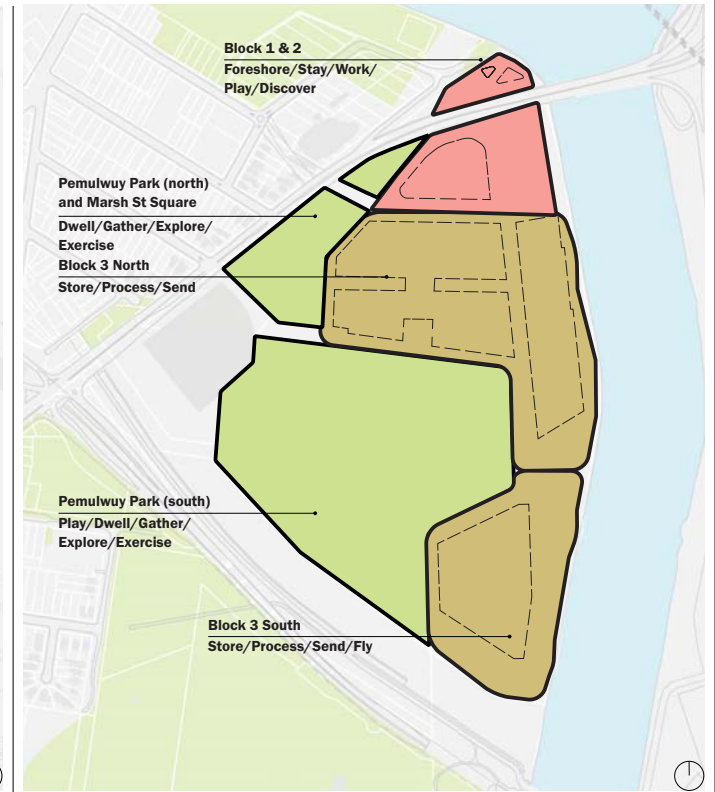 Block 1 & 2
Foreshore/Stay/Work/
Play/Discover
Pemulwuy Park (north)
and Marsh St Square
Dwell/Gather/Explore/
Exercise
Block 3 North
Store/Process/Send
Pemulwuy Park (south)
Play/Dwell/Gather/
Explore/Exercise
Block 3 South
Store/Process/Send/Fly